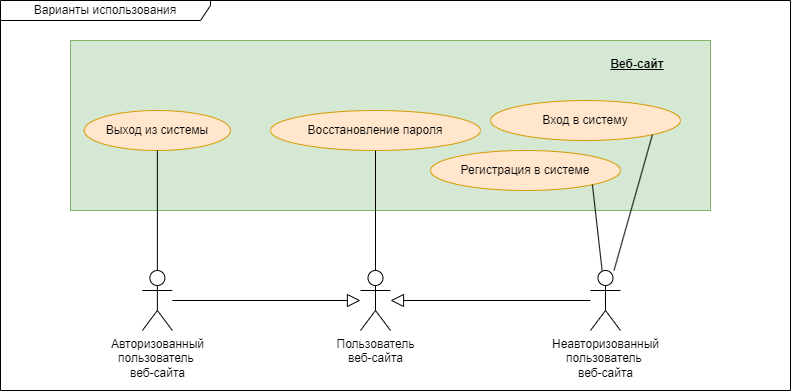 Варианты использования
Веб-сайт
Выход из системы
Восстановление пароля
Вход в систему
Регистрация в системе
Авторизованный
пользователь
веб-сайта
Пользователь
веб-сайта
Неавторизованный
пользователь
веб-сайта